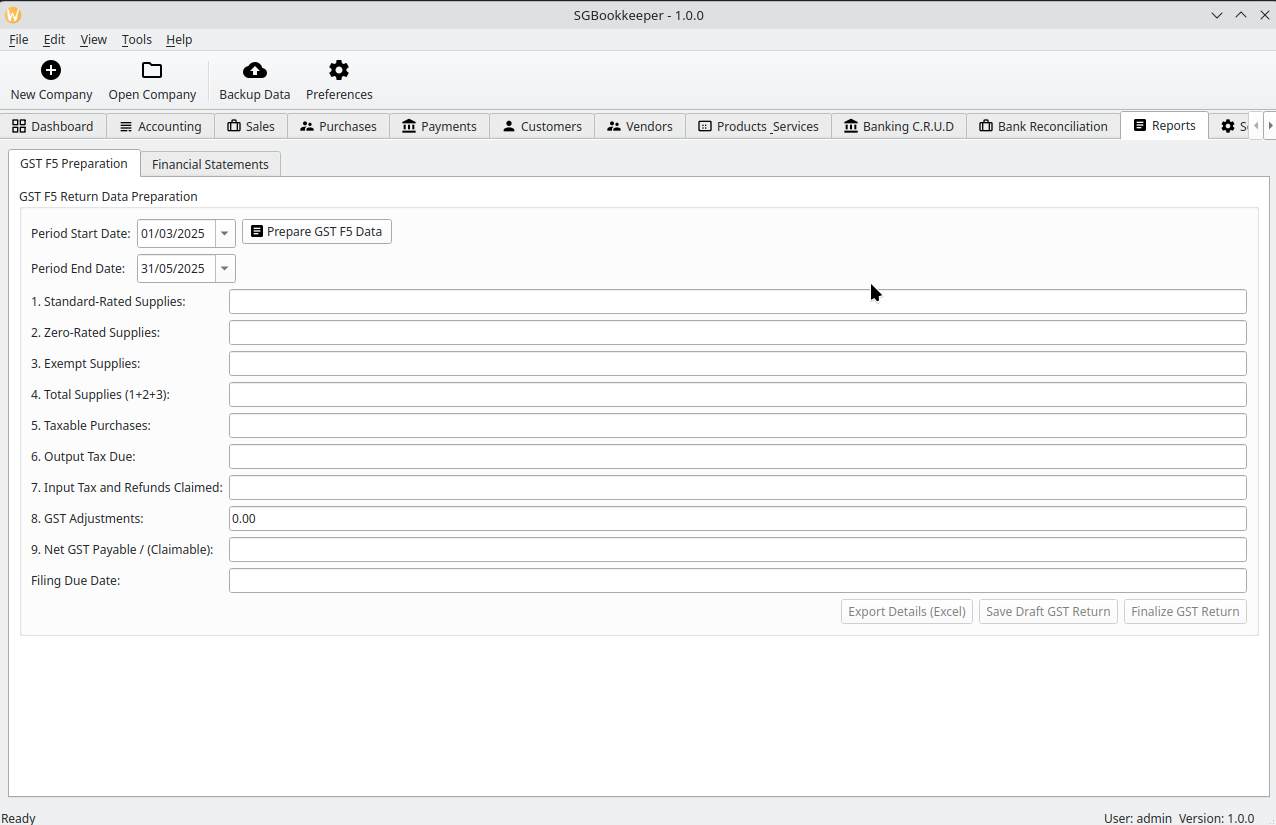 SGBookkeeper - 1.0.0
File Edit View Tools Help
New Company Open Company Backup Data Preferences
Dashboard Accounting Sales Purchases Payments Customers Vendors Products _Services Banking C.R.U.D Bank Reconciliation Reports
GST F5 Preparation Financial Statements
GST F5 Return Data Preparation
Period Start Date: 01/03/2025 Prepare GST F5 Data
Period End Date: 31/05/2025
1. Standard-Rated Supplies:
2. Zero-Rated Supplies:
3. Exempt Supplies:
4. Total Supplies (1+2+3):
5. Taxable Purchases:
6. Output Tax Due:
7. Input Tax and Refunds Claimed:
8. GST Adjustments: 0.00
9. Net GST Payable / (Claimable):
Filing Due Date:
Export Details (Excel) Save Draft GST Return Finalize GST Return
Ready User: admin Version: 1.0.0